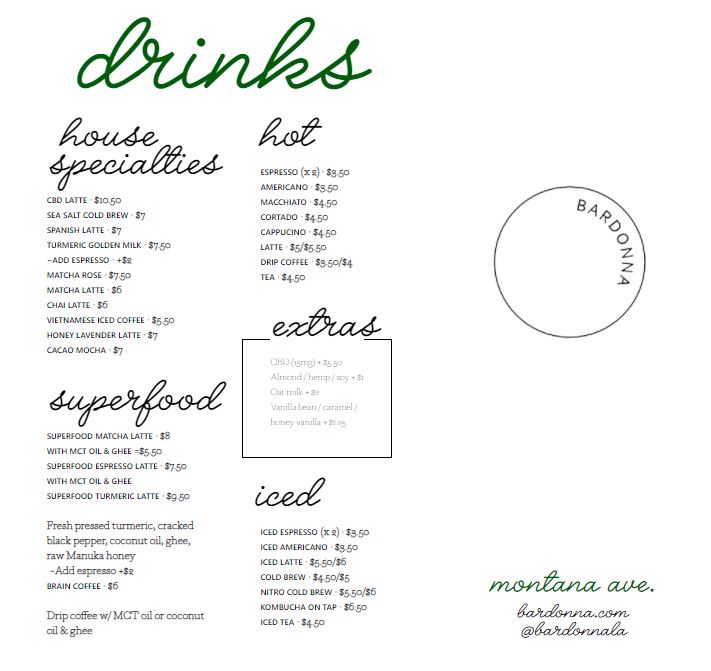 drinks
house
specialties
CBD LATTE · $10.50
SEA SALT COLD BREW · $7
SPANISH LATTE · $7
TURMERIC GOLDEN MILK · $7.50
~ADD ESPRESSO · +$2
MATCHA ROSE · $7.50
MATCHA LATTE · $6
CHAI LATTE · $6
VIETNAMESE ICED COFFEE · $5.50
HONEY LAVENDER LATTE · $7
CACAO MOCHA · $7
superfood
SUPERFOOD MATCHA LATTE · $8
WITH MCT OIL & GHEE =$5.50
SUPERFOOD ESPRESSO LATTE · $7.50
WITH MCT OIL & GHEE
SUPERFOOD TURMERIC LATTE · $9.50
Fresh pressed turmeric, cracked
black pepper, coconut oil, ghee,
raw Manuka honey
~Add espresso +$2
BRAIN COFFEE · $6
Drip coffee w/ MCT oil or coconut
oil & ghee
hot
ESPRESSO (x 2) · $3.50
AMERICANO · $3.50
MACCHIATO · $4.50
CORTADO · $4.50
CAPPUCINO · $4.50
LATTE · $5/$5.50
DRIP COFFEE · $3.50/$4
TEA · $4.50
extras
CBD (15mg) + $5.50
Almond / hemp / soy + $1
Oat milk + $2
Vanilla bean / caramel /
honey vanilla + $1.25
iced
ICED ESPRESSO (x 2) · $3.50
ICED AMERICANO · $3.50
ICED LATTE · $5.50/$6
COLD BREW · $4.50/$5
NITRO COLD BREW · $5.50/$6
KOMBUCHA ON TAP · $6.50
ICED TEA · $4.50
BARDONNA
montana ave.
bardonna.com
@bardonnala